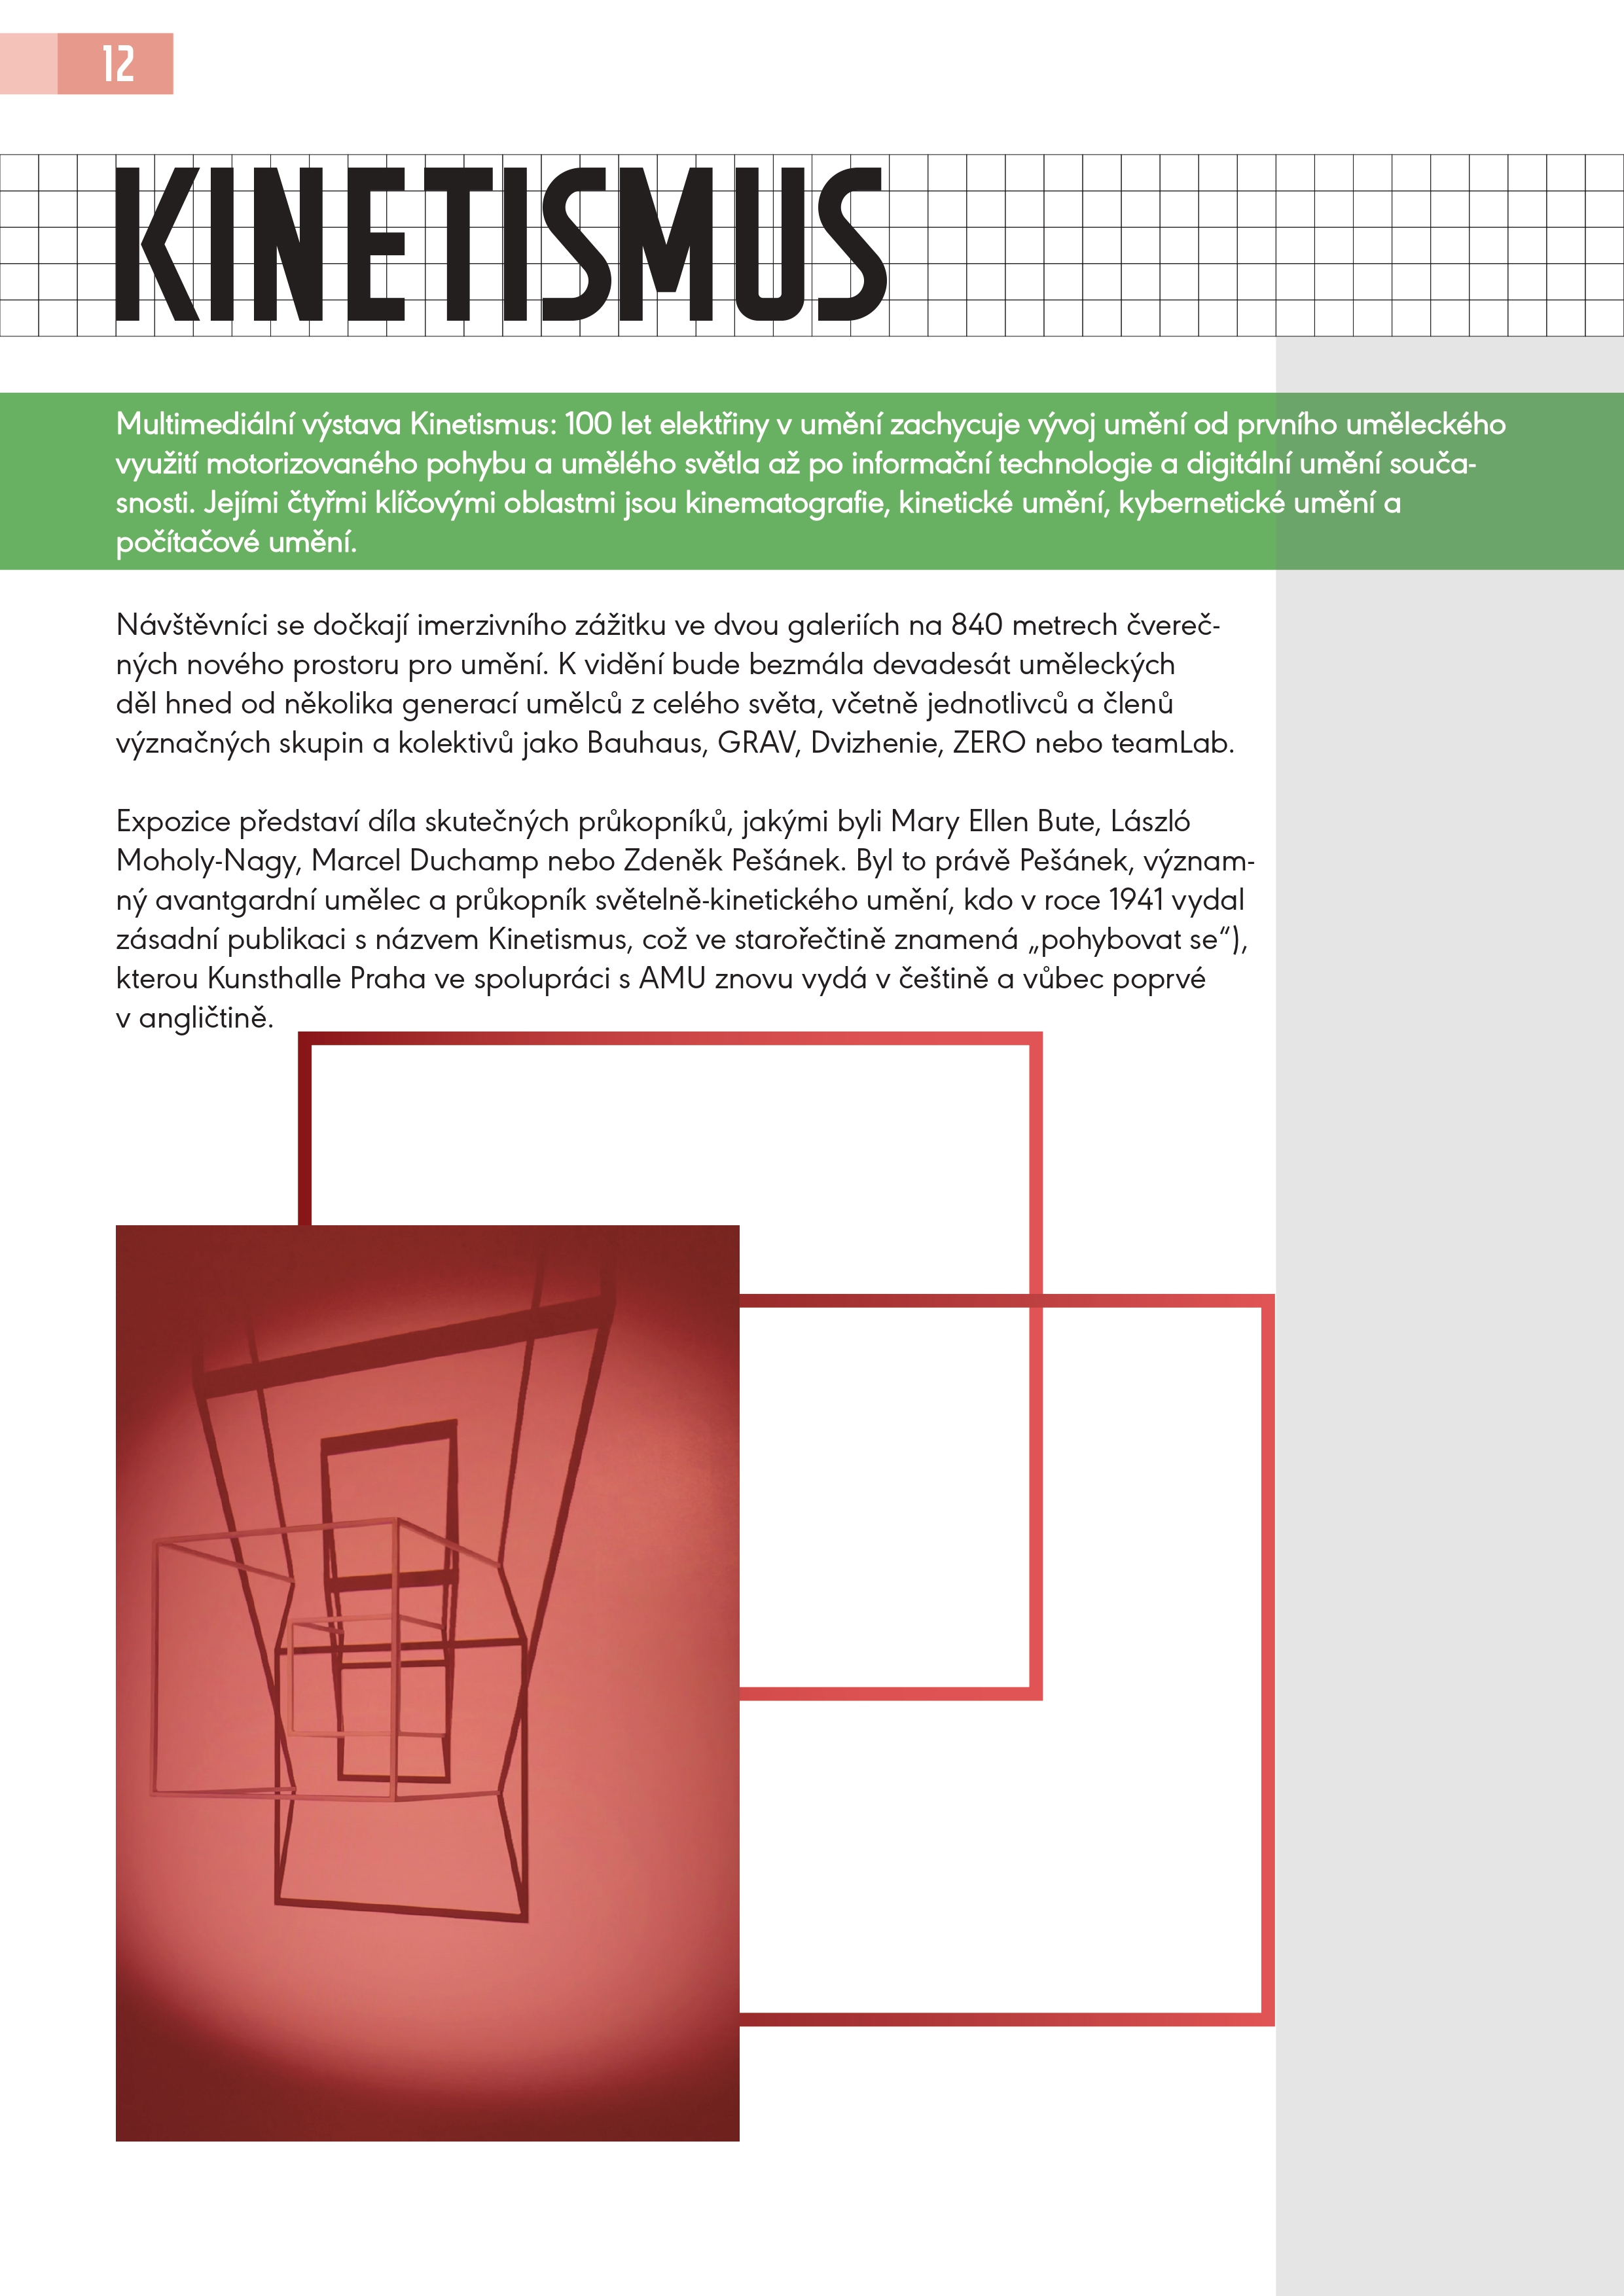 12
KINETISMUS
Multimediální výstava Kinetismus: 100 let elektřiny v umění zachycuje vývoj umění od prvního uměleckého
využití motorizovaného pohybu a umělého světla až po informační technologie a digitální umění souča-
snosti. Jejími čtyřmi klíčovými oblastmi jsou kinematografie, kinetické umění, kybernetické umění a
počítačové umění.
Návštěvníci se dočkají imerzivního zážitku ve dvou galeriích na 840 metrech čvereč-
ných nového prostoru pro umění. K vidění bude bezmála devadesát uměleckých
děl hned od několika generací umělců z celého světa, včetně jednotlivců a členů
význačných skupin a kolektivů jako Bauhaus, GRAV, Dvizhenie, ZERO nebo teamLab.
Expozice představí díla skutečných průkopníků, jakými byli Mary Ellen Bute, László
Moholy-Nagy, Marcel Duchamp nebo Zdeněk Pešánek. Byl to právě Pešánek, význam-
ný avantgardní umělec a průkopník světelně-kinetického umění, kdo v roce 1941 vydal
zásadní publikaci s názvem Kinetismus, což ve starořečtině znamená „pohybovat se“),
kterou Kunsthalle Praha ve spolupráci s AMU znovu vydá v češtině a vůbec poprvé
v angličtině.